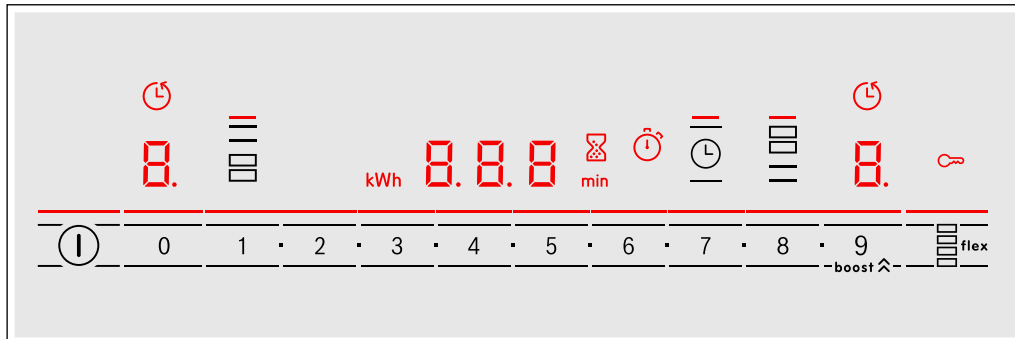 8. kWh 8.8.8 min 8.
0 1 · 2 · 3 · 4 · 5 · 6 · 7 · 8 · 9 flex
boost